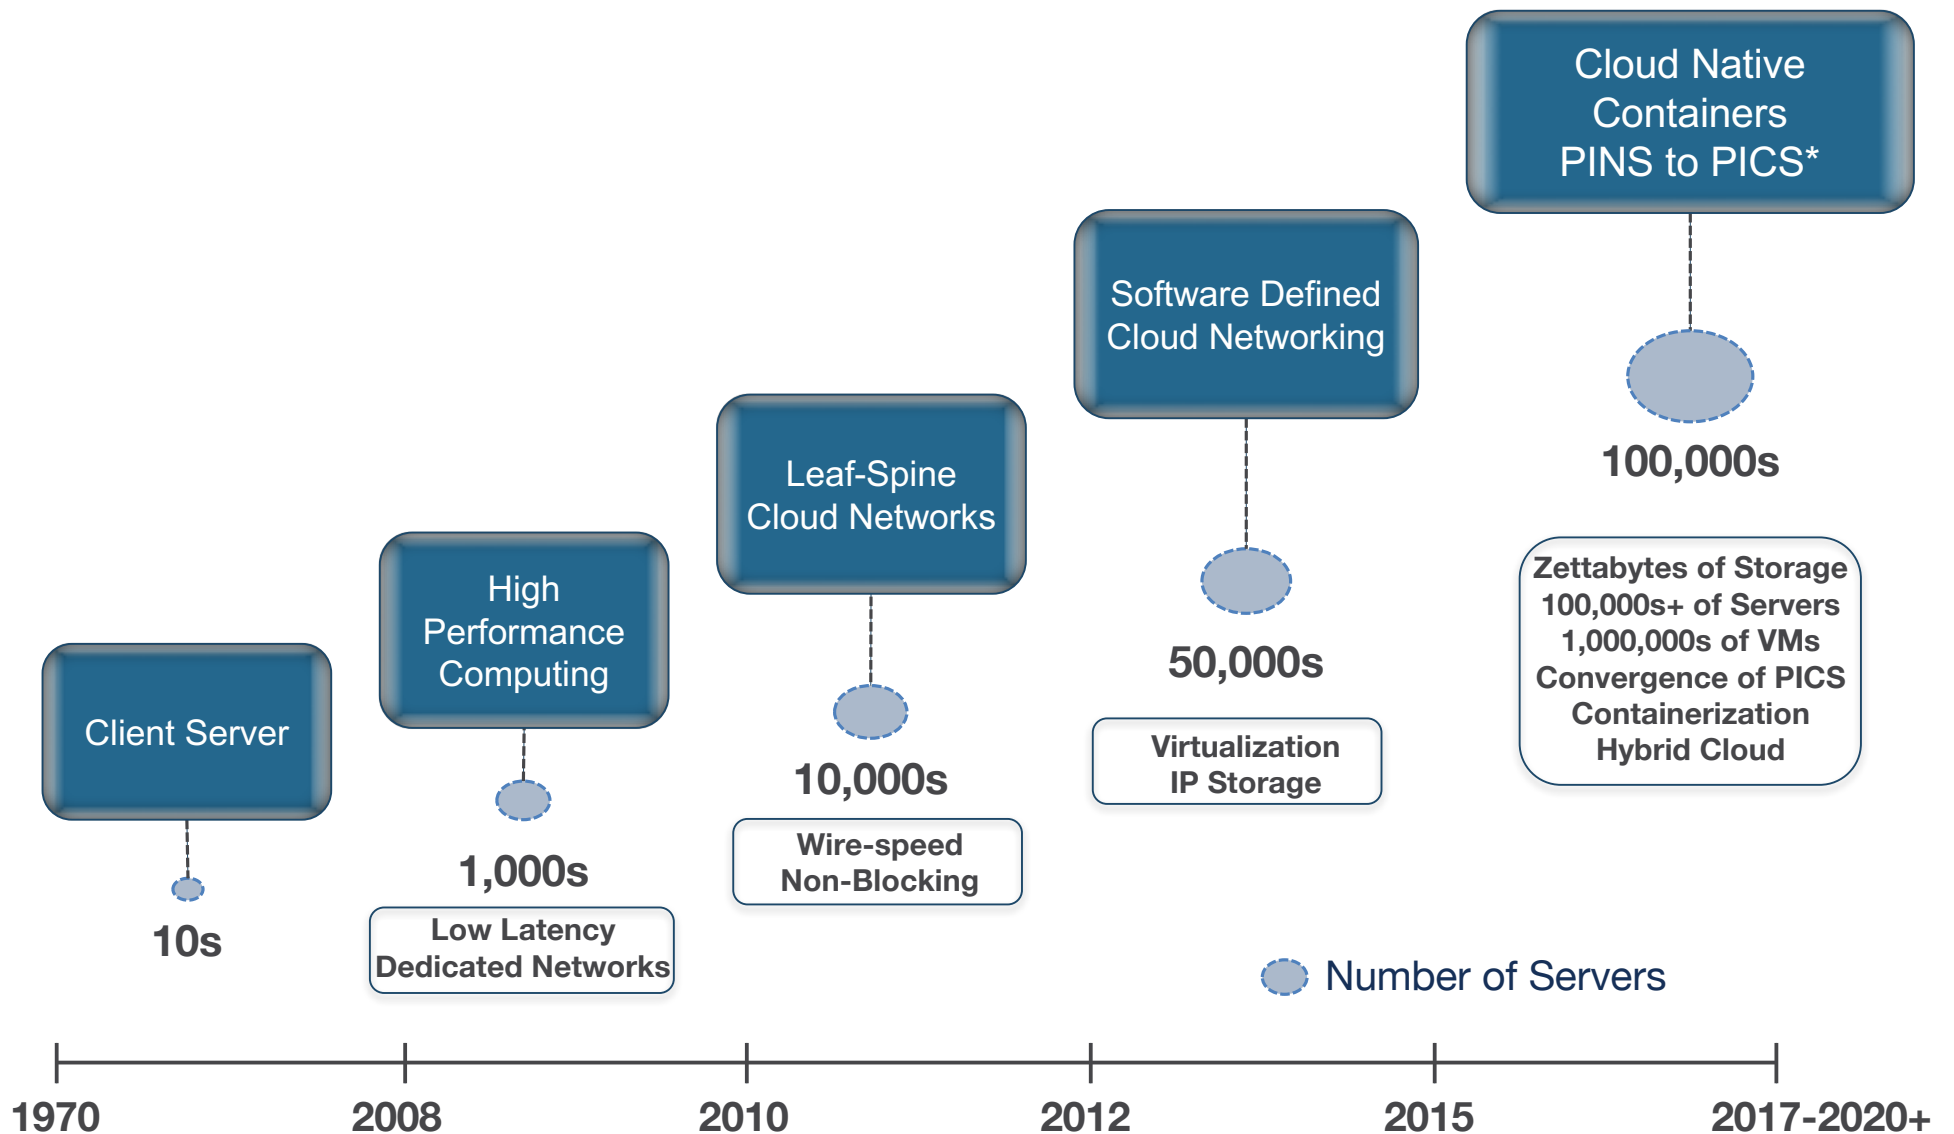 Cloud Native
Containers
PINS to PICS*
100,000s
Zettabytes of Storage
100,000s+ of Servers
1,000,000s of VMs
Convergence of PICS
Containerization
Hybrid Cloud
Software Defined
Cloud Networking
50,000s
Virtualization
IP Storage
Leaf-Spine
Cloud Networks
10,000s
Wire-speed
Non-Blocking
High
Performance
Computing
1,000s
Low Latency
Dedicated Networks
Client Server
10s
Number of Servers
1970
2008
2010
2012
2015
2017-2020+